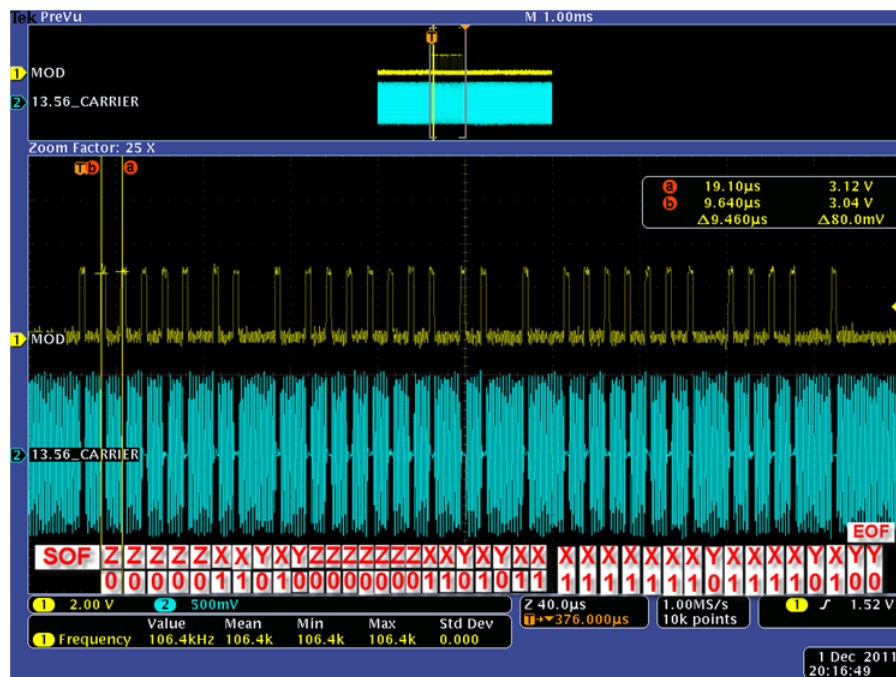 Tek PreVu M 1.00ms
T
1 MOD
2 13.56_CARRIER
Zoom Factor: 25 X
T b a
a 19.10µs 3.12 V
b 9.640µs 3.04 V
Δ9.460µs Δ80.0mV
1 MOD
2 13.56_CARRIER
EOF
SOF Z Z Z Z Z X X Y X Y Z Z Z Z Z Z Z X X Y X Y X X X X X X X X X Y X X X X Y X Y Y
0 0 0 0 0 1 1 0 1 0 0 0 0 0 0 0 0 1 1 0 1 0 1 1 1 1 1 1 1 1 1 0 1 1 1 1 0 1 0 0
1 2.00 V 2 500mV Z 40.0µs 1.00MS/s 1 1.52 V
T→▼376.000µs 10k points
Value Mean Min Max Std Dev
1 Frequency 106.4kHz 106.4k 106.4k 106.4k 0.000
1 Dec 2011
20:16:49